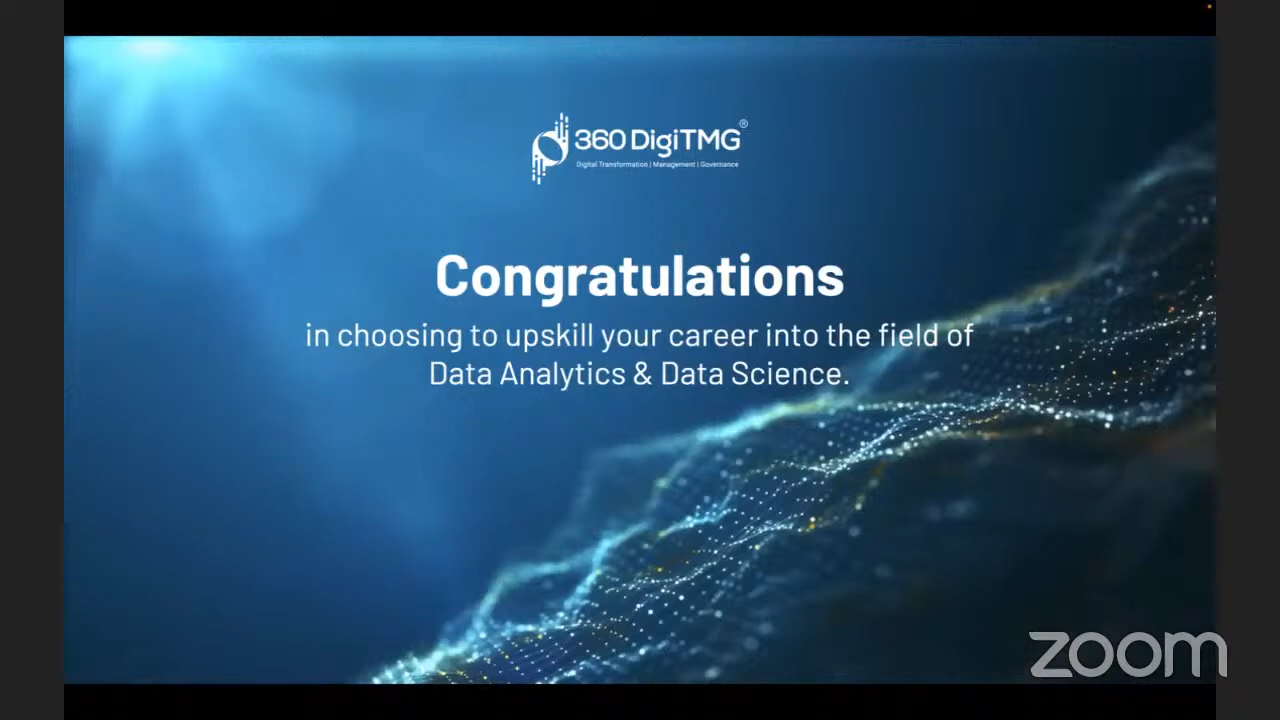 360 DigiTMG®
Digital Transformation | Management | Governance
Congratulations
in choosing to upskill your career into the field of
Data Analytics & Data Science.
zoom